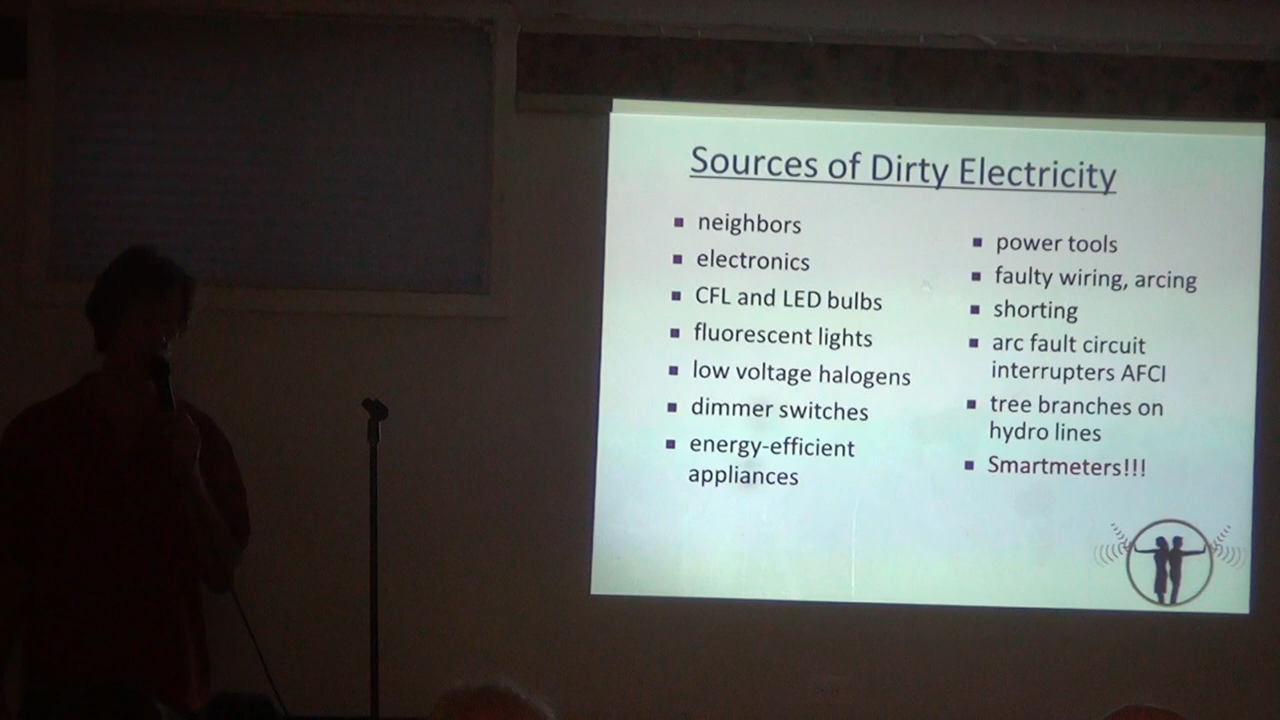 Sources of Dirty Electricity
▪ neighbors
▪ electronics
▪ CFL and LED bulbs
▪ fluorescent lights
▪ low voltage halogens
▪ dimmer switches
▪ energy-efficient
appliances
▪ power tools
▪ faulty wiring, arcing
▪ shorting
▪ arc fault circuit
interrupters AFCI
▪ tree branches on
hydro lines
▪ Smartmeters!!!